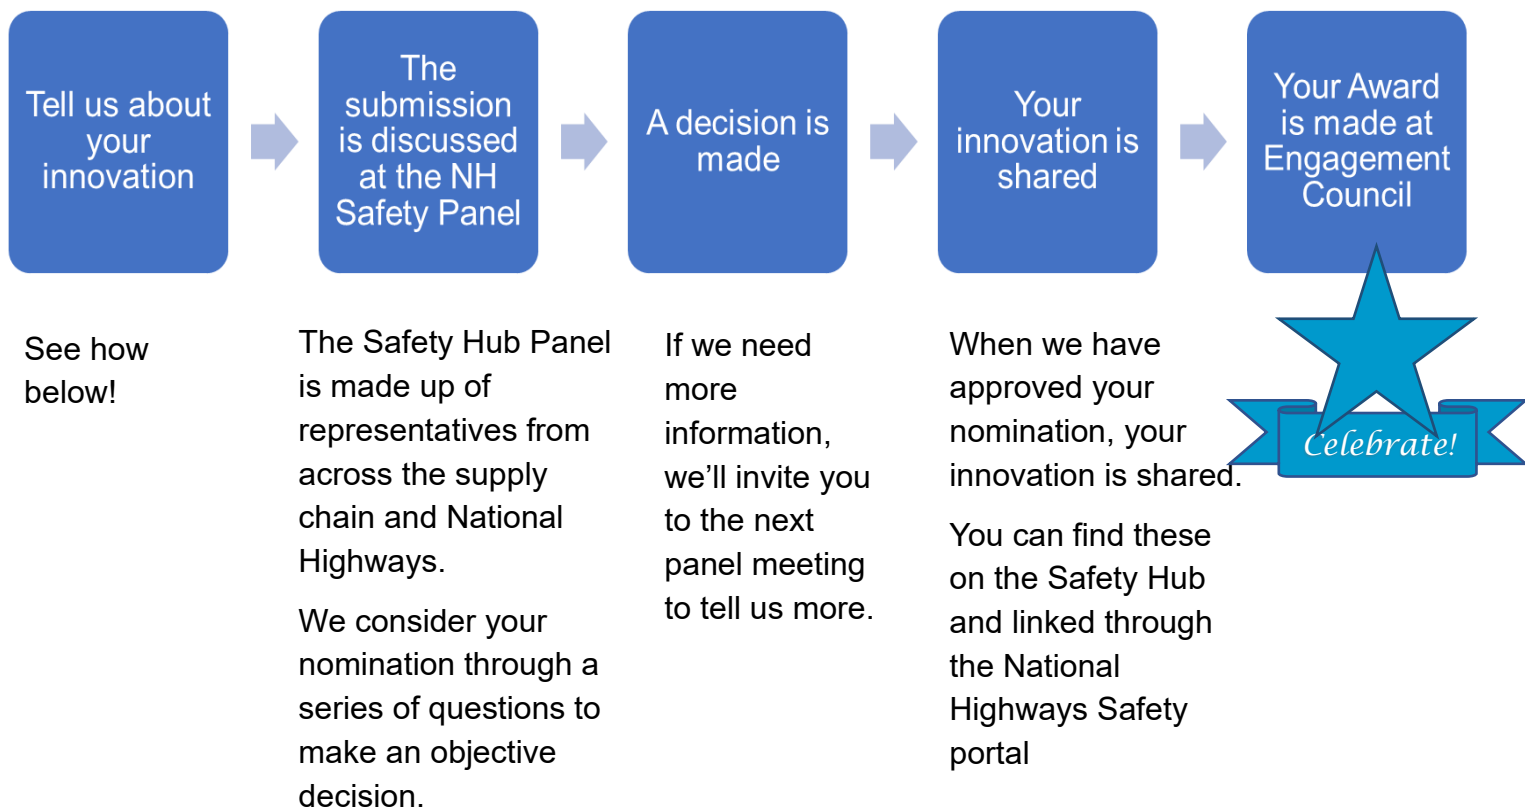 Tell us about
your
innovation
The
submission
is discussed
at the NH
Safety Panel
A decision is
made
Your
innovation is
shared
Your Award
is made at
Engagement
Council
See how
below!
The Safety Hub Panel
is made up of
representatives from
across the supply
chain and National
Highways.
We consider your
nomination through a
series of questions to
make an objective
decision.
If we need
more
information,
we’ll invite you
to the next
panel meeting
to tell us more.
When we have
approved your
nomination, your
innovation is shared.
You can find these
on the Safety Hub
and linked through
the National
Highways Safety
portal
Celebrate!